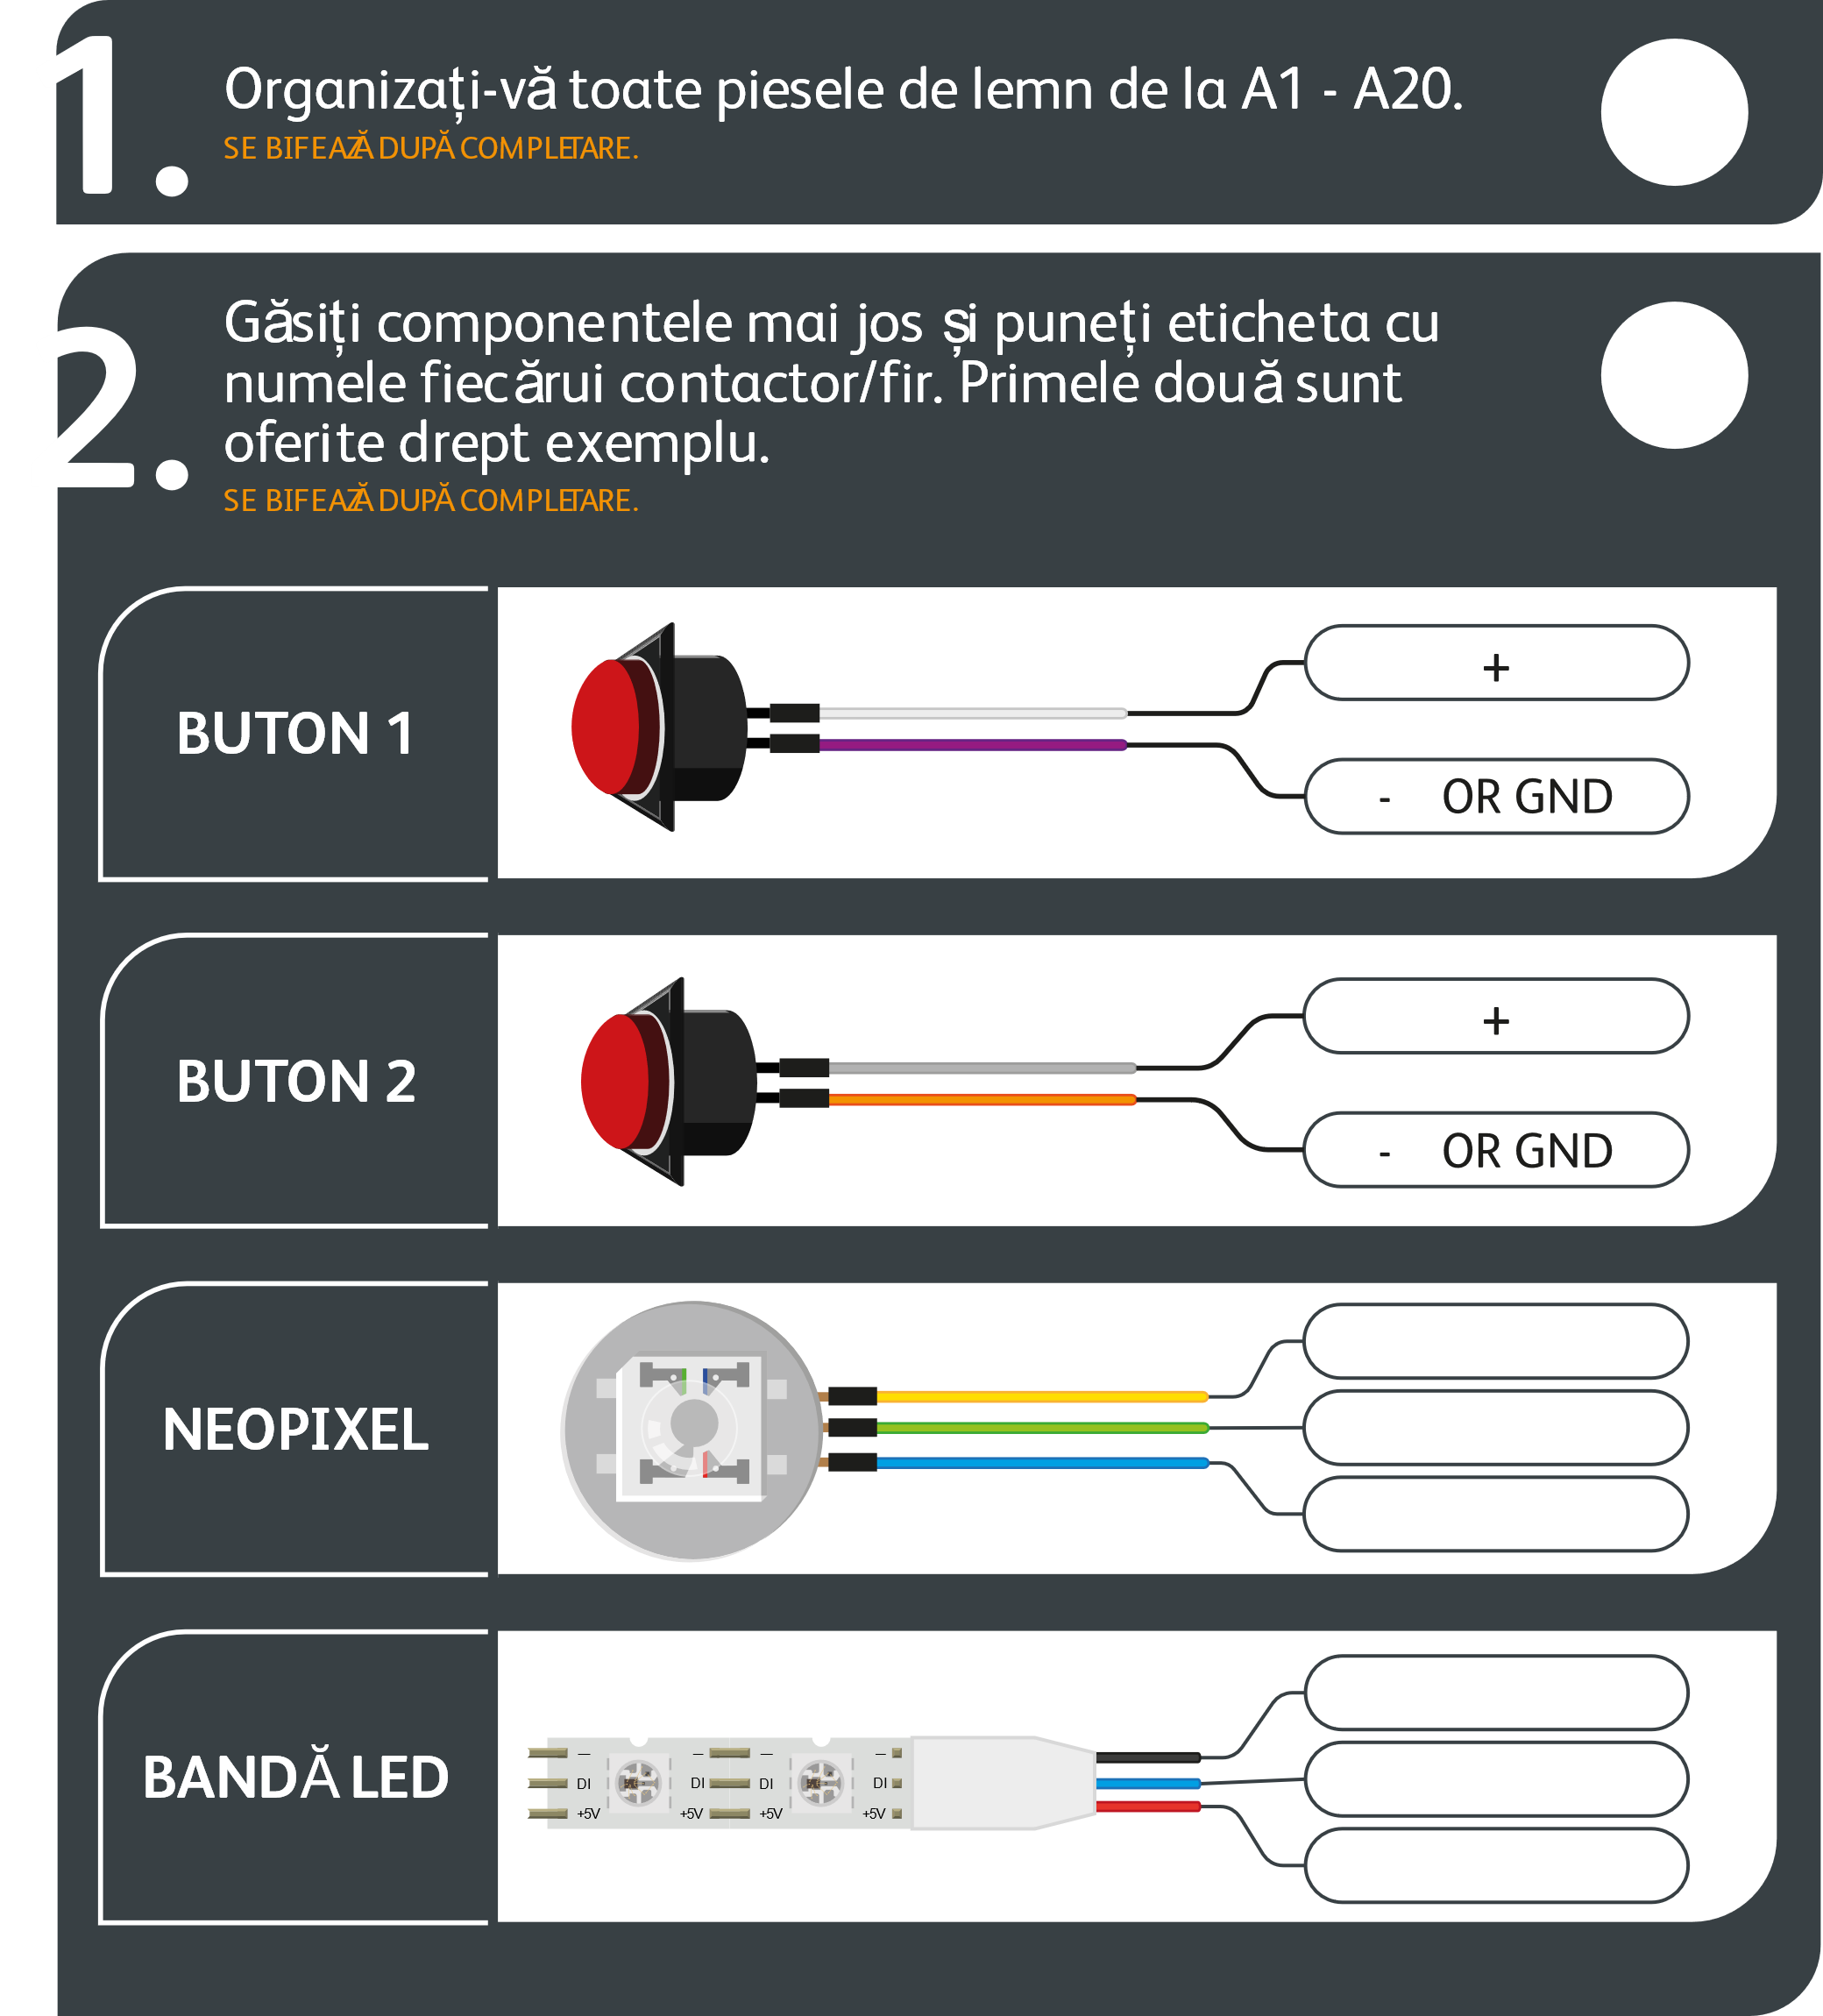 1.
Organizați-vă toate piesele de lemn de la A1 - A20.
SE BIFEAZĂ DUPĂ COMPLETARE.
2.
Găsiți componentele mai jos și puneți eticheta cu
numele fiecărui contactor/fir. Primele două sunt
oferite drept exemplu.
SE BIFEAZĂ DUPĂ COMPLETARE.
BUTON 1
+
- OR GND
BUTON 2
+
- OR GND
NEOPIXEL
BANDĂ LED
— — — —
DI DI DI DI
+5V +5V +5V +5V